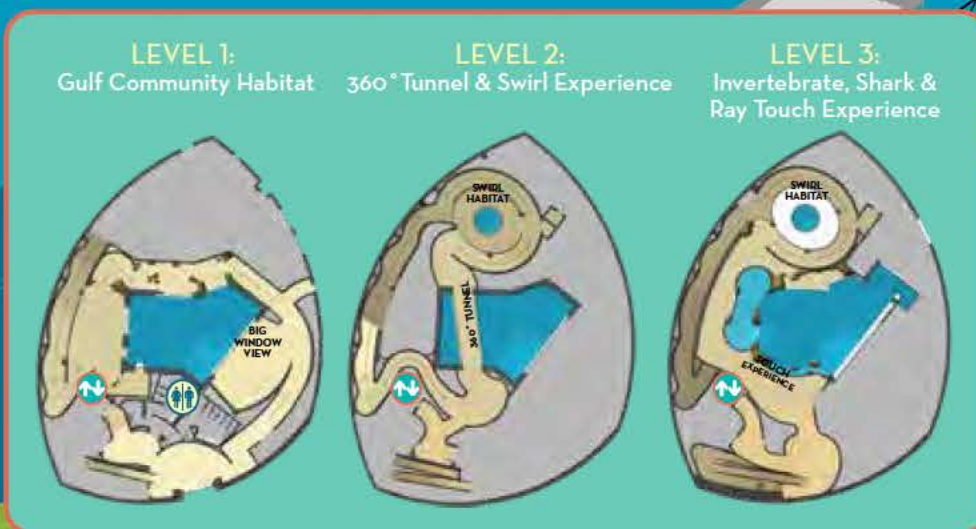 LEVEL 1:
Gulf Community Habitat
LEVEL 2:
360° Tunnel & Swirl Experience
LEVEL 3:
Invertebrate, Shark &
Ray Touch Experience
BIG
WINDOW
VIEW
SWIRL
HABITAT
360° TUNNEL
SWIRL
HABITAT
TOUCH
EXPERIENCE